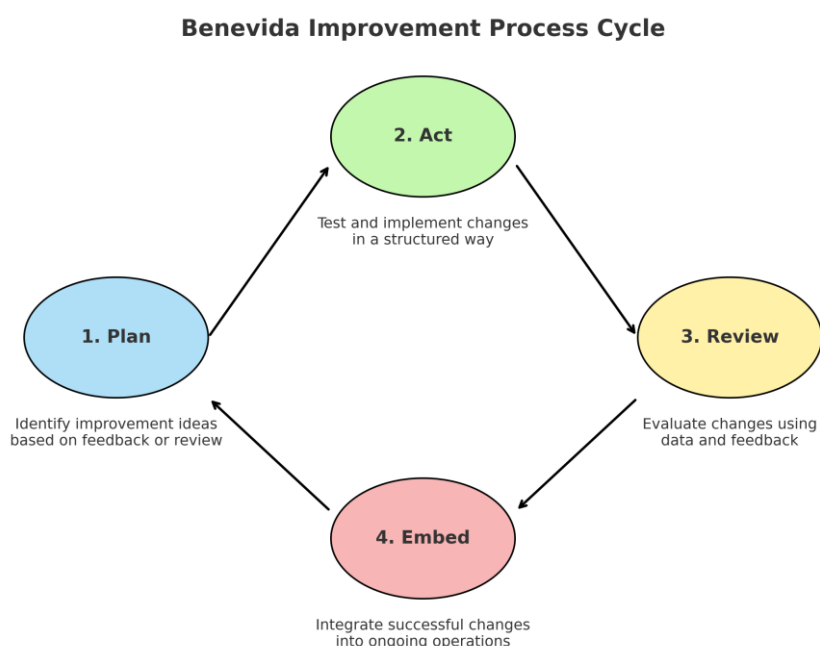 Benevida Improvement Process Cycle
2. Act
Test and implement changes
in a structured way
1. Plan
Identify improvement ideas
based on feedback or review
3. Review
Evaluate changes using
data and feedback
4. Embed
Integrate successful changes
into ongoing operations